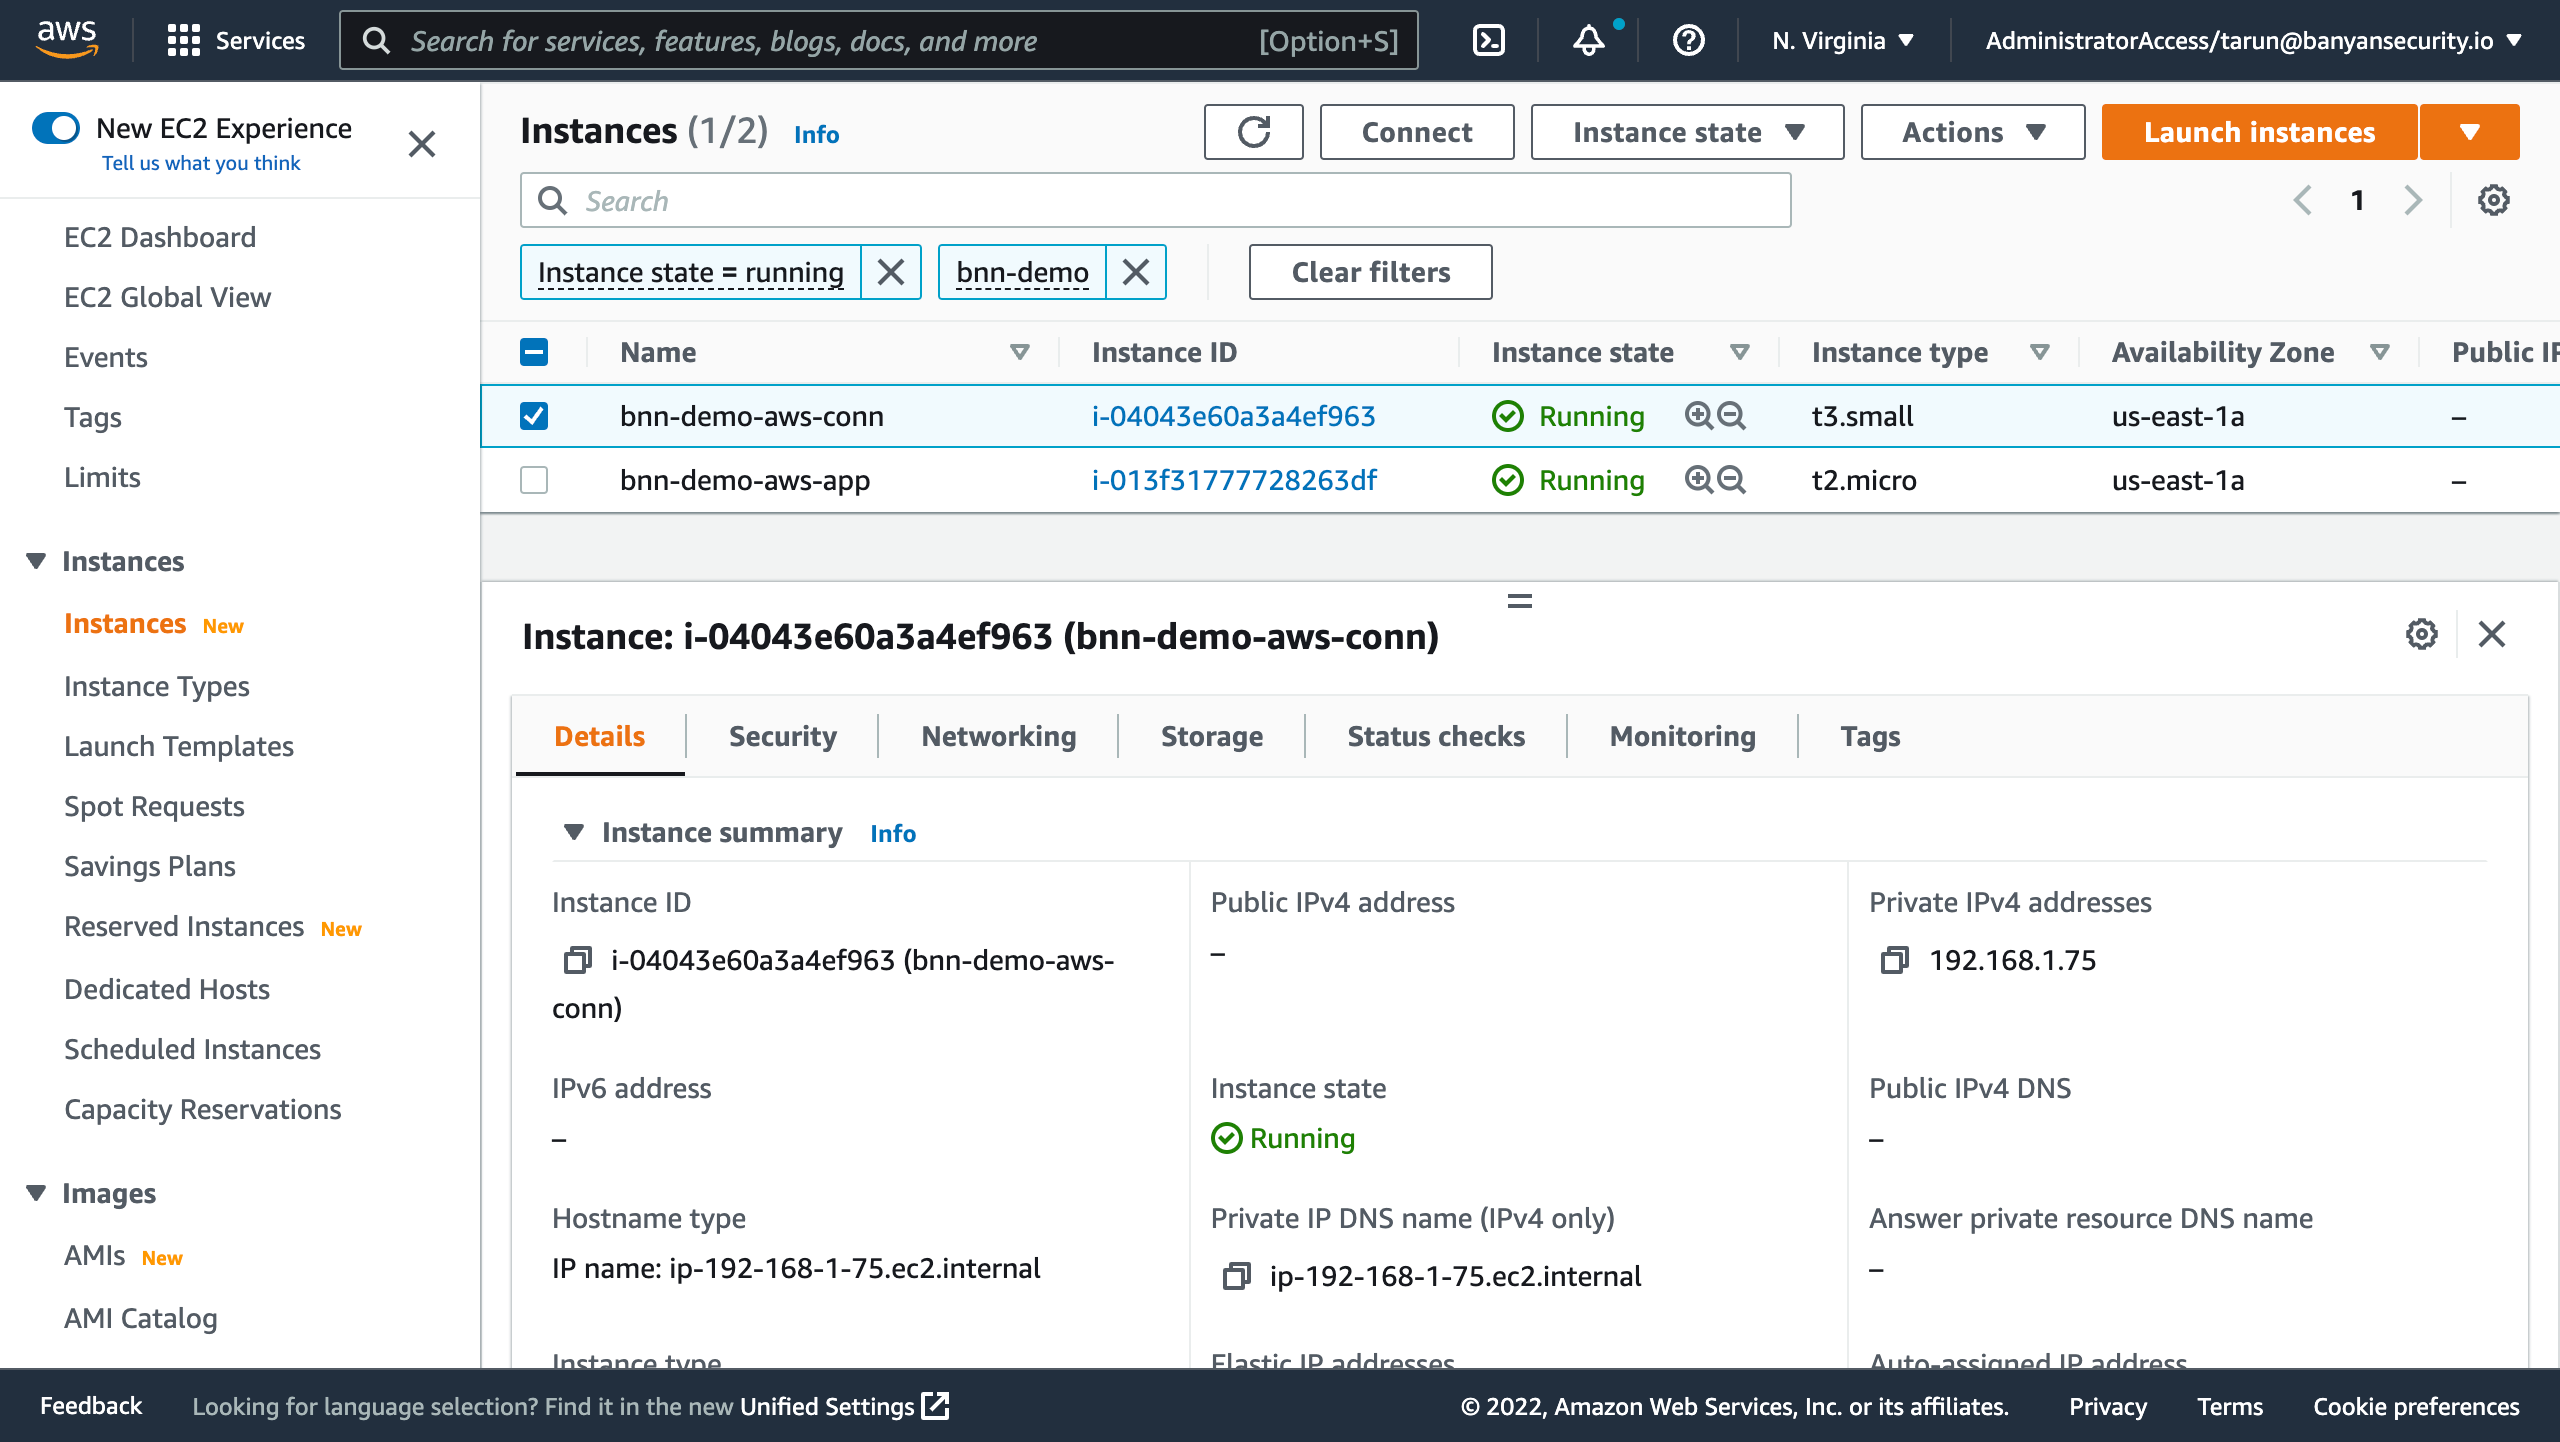 aws
Services
Search for services, features, blogs, docs, and more [Option+S]
N. Virginia
AdministratorAccess/tarun@banyansecurity.io
New EC2 Experience
Tell us what you think
EC2 Dashboard
EC2 Global View
Events
Tags
Limits
Instances
Instances New
Instance Types
Launch Templates
Spot Requests
Savings Plans
Reserved Instances New
Dedicated Hosts
Scheduled Instances
Capacity Reservations
Images
AMIs New
AMI Catalog
Instances (1/2) Info
Connect
Instance state
Actions
Launch instances
Search
1
Instance state = running
bnn-demo
Clear filters
Name Instance ID Instance state Instance type Availability Zone Public IP
bnn-demo-aws-conn i-04043e60a3a4ef963 Running t3.small us-east-1a –
bnn-demo-aws-app i-013f31777728263df Running t2.micro us-east-1a –
Instance: i-04043e60a3a4ef963 (bnn-demo-aws-conn)
Details Security Networking Storage Status checks Monitoring Tags
Instance summary Info
Instance ID
i-04043e60a3a4ef963 (bnn-demo-aws-
conn)
Public IPv4 address
–
Private IPv4 addresses
192.168.1.75
IPv6 address
–
Instance state
Running
Public IPv4 DNS
–
Hostname type
IP name: ip-192-168-1-75.ec2.internal
Private IP DNS name (IPv4 only)
ip-192-168-1-75.ec2.internal
Answer private resource DNS name
–
Instance type
Elastic IP addresses
Auto-assigned IP address
Feedback
Looking for language selection? Find it in the new Unified Settings
© 2022, Amazon Web Services, Inc. or its affiliates.
Privacy
Terms
Cookie preferences